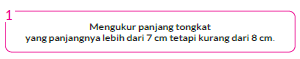 1
Mengukur panjang tongkat
yang panjangnya lebih dari 7 cm tetapi kurang dari 8 cm.